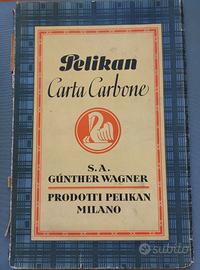 Pelikan
Carta Carbone
S.A.
GÜNTHER WAGNER
PRODOTTI PELIKAN
MILANO
subito